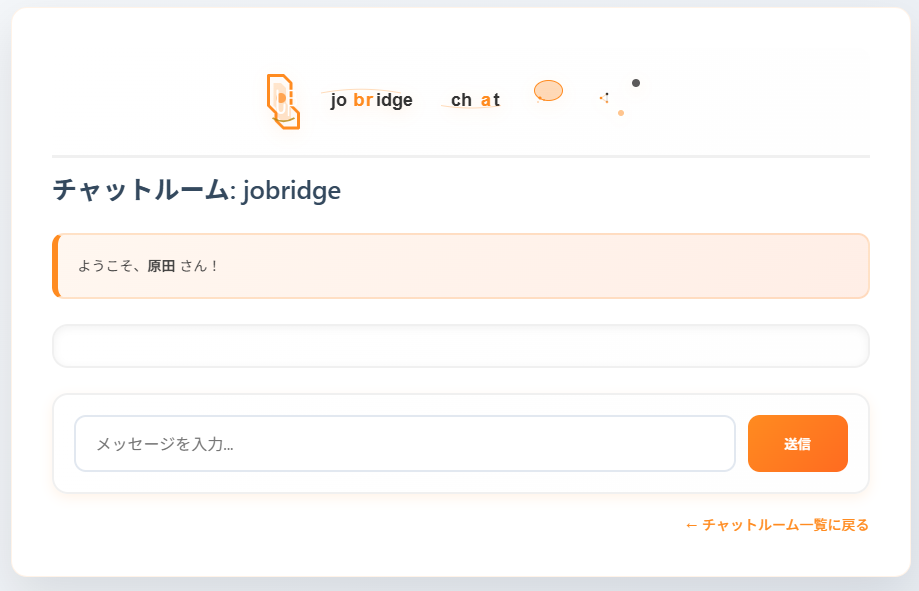 jo bridge chat
チャットルーム: jobridge
ようこそ、原田 さん！
メッセージを入力...
送信
← チャットルーム一覧に戻る